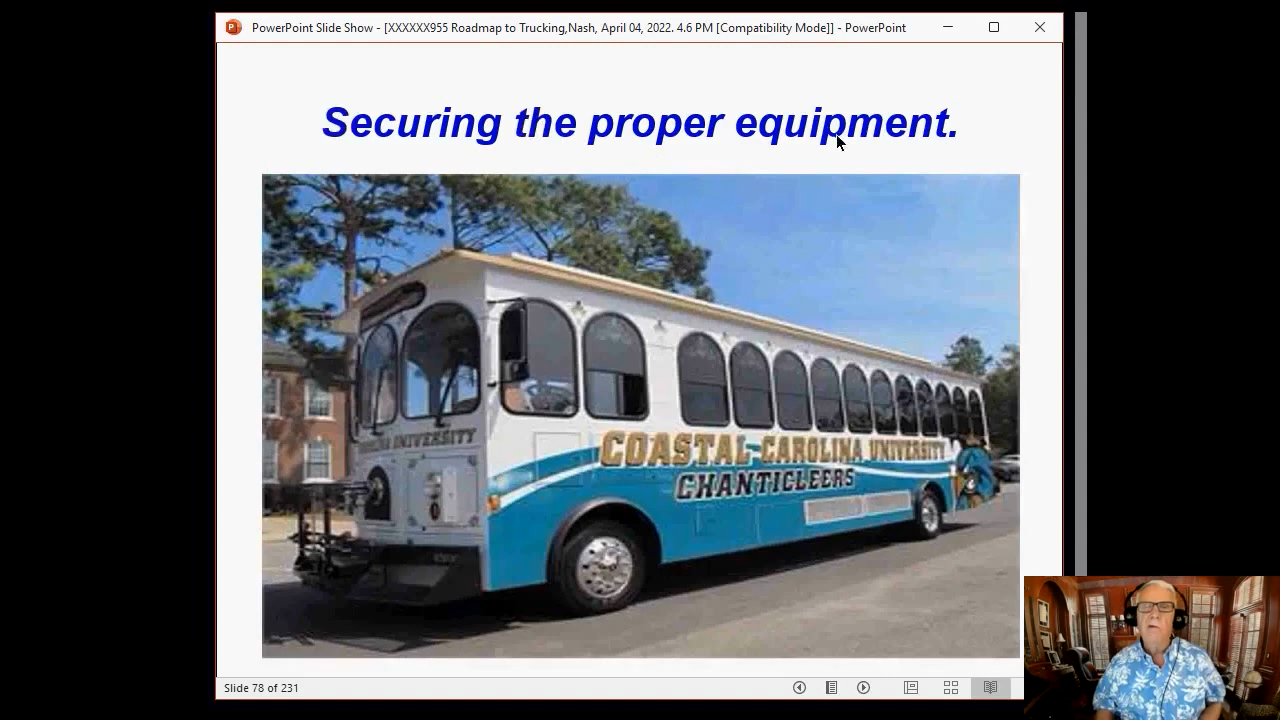 PowerPoint Slide Show - [XXXXXX955 Roadmap to Trucking,Nash, April 04, 2022. 4.6 PM [Compatibility Mode]] - PowerPoint
Securing the proper equipment.
COASTAL CAROLINA UNIVERSITY
CHANTICLEERS
UNIVERSITY
Slide 78 of 231